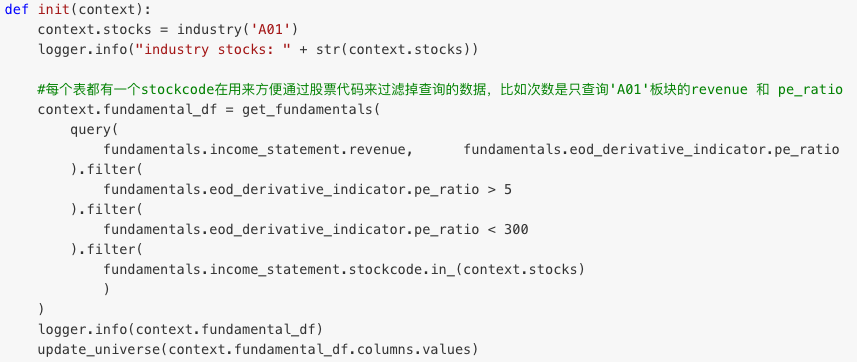 def init(context):
    context.stocks = industry('A01')
    logger.info("industry stocks: " + str(context.stocks))

    #每个表都有一个stockcode在用来方便通过股票代码来过滤掉查询的数据，比如次数是只查询'A01'板块的revenue 和 pe_ratio
    context.fundamental_df = get_fundamentals(
        query(
            fundamentals.income_statement.revenue,      fundamentals.eod_derivative_indicator.pe_ratio
        ).filter(
            fundamentals.eod_derivative_indicator.pe_ratio > 5
        ).filter(
            fundamentals.eod_derivative_indicator.pe_ratio < 300
        ).filter(
            fundamentals.income_statement.stockcode.in_(context.stocks)
            )
    )
    logger.info(context.fundamental_df)
    update_universe(context.fundamental_df.columns.values)